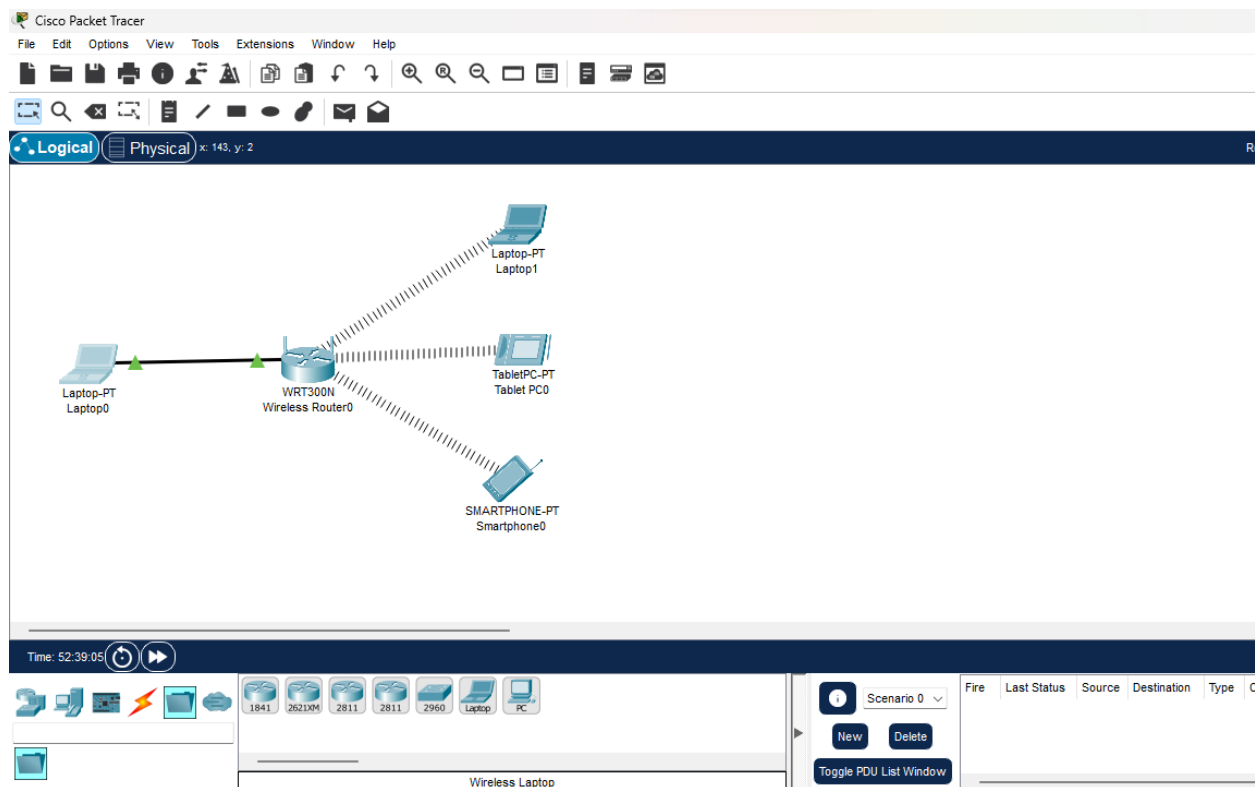 Cisco Packet Tracer
File Edit Options View Tools Extensions Window Help
Logical Physical x: 143, y: 2
Laptop-PT
Laptop1
TabletPC-PT
Tablet PC0
WRT300N
Wireless Router0
Laptop-PT
Laptop0
SMARTPHONE-PT
Smartphone0
Time: 52:39:05
1841 2621XM 2811 2811 2960 Laptop PC
Wireless Laptop
Scenario 0
New Delete
Toggle PDU List Window
Fire Last Status Source Destination Type